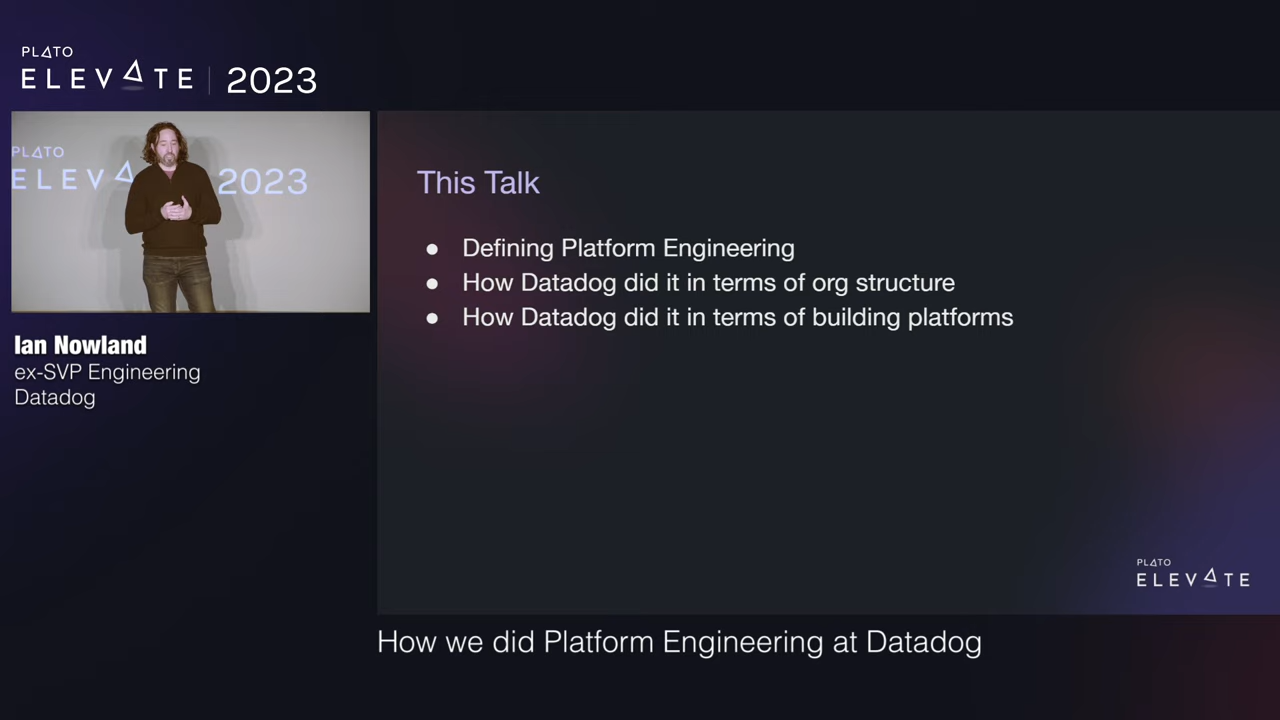 PLATO
ELEVATE | 2023
PLATO
ELEVA 2023
Ian Nowland
ex-SVP Engineering
Datadog
This Talk
● Defining Platform Engineering
● How Datadog did it in terms of org structure
● How Datadog did it in terms of building platforms
PLATO
ELEVATE
How we did Platform Engineering at Datadog